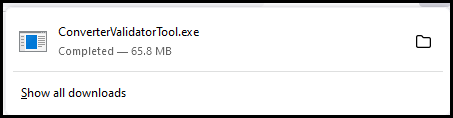 ConverterValidatorTool.exe
Completed — 65.8 MB
Show all downloads